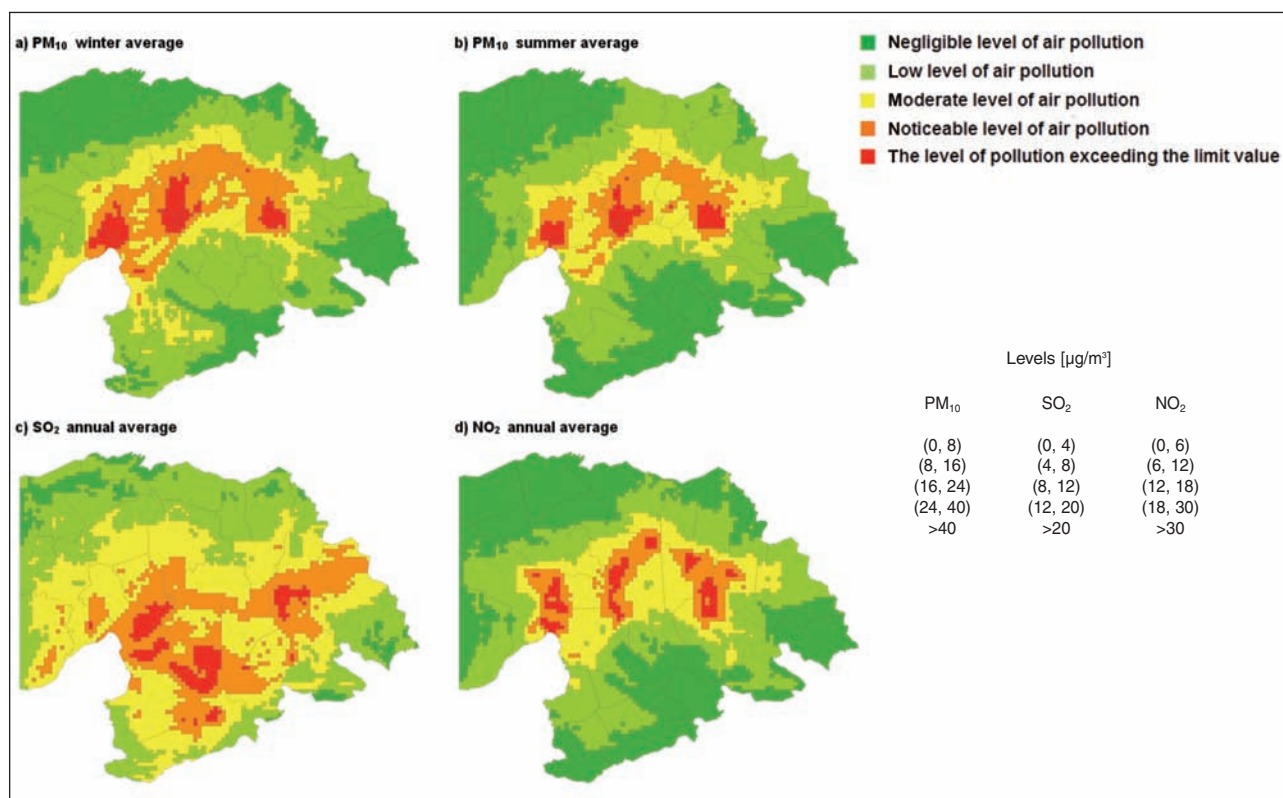 a) PM₁₀ winter average
b) PM₁₀ summer average
Negligible level of air pollution
Low level of air pollution
Moderate level of air pollution
Noticeable level of air pollution
The level of pollution exceeding the limit value
c) SO₂ annual average
d) NO₂ annual average
Levels [µg/m³]
PM₁₀ SO₂ NO₂
(0, 8) (0, 4) (0, 6)
(8, 16) (4, 8) (6, 12)
(16, 24) (8, 12) (12, 18)
(24, 40) (12, 20) (18, 30)
>40 >20 >30